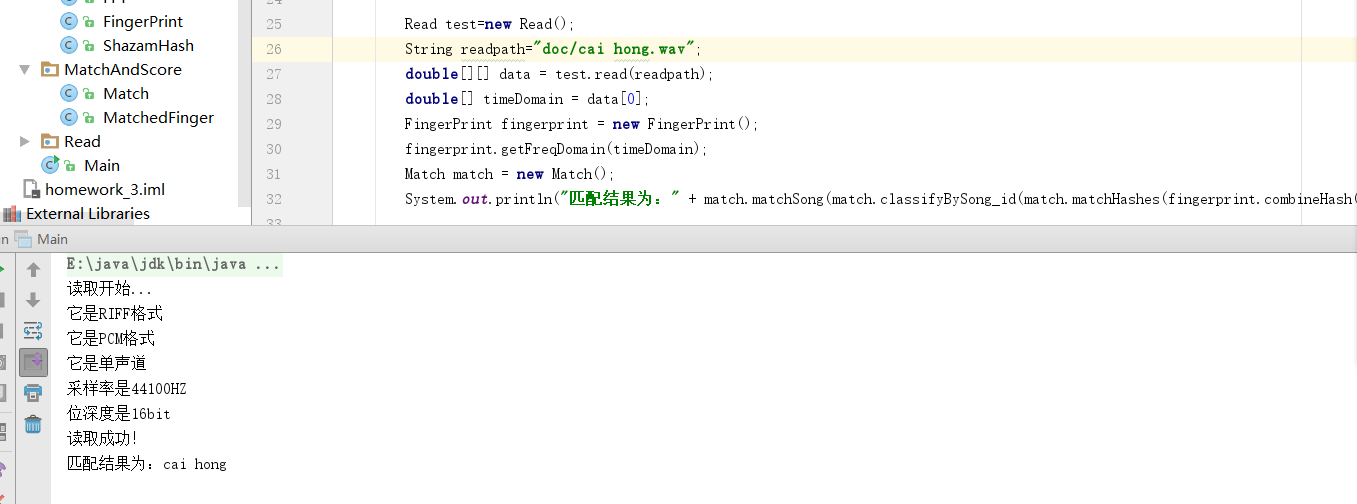 FingerPrint
ShazamHash
MatchAndScore
Match
MatchedFinger
Read
Main
homework_3.iml
External Libraries
25 Read test=new Read();
26 String readpath="doc/cai hong.wav";
27 double[][] data = test.read(readpath);
28 double[] timeDomain = data[0];
29 FingerPrint fingerprint = new FingerPrint();
30 fingerprint.getFreqDomain(timeDomain);
31 Match match = new Match();
32 System.out.println("匹配结果为：" + match.matchSong(match.classifyBySong_id(match.matchHashes(fingerprint.combineHash(
n Main
E:\java\jdk\bin\java ...
读取开始...
它是RIFF格式
它是PCM格式
它是单声道
采样率是44100HZ
位深度是16bit
读取成功!
匹配结果为：cai hong